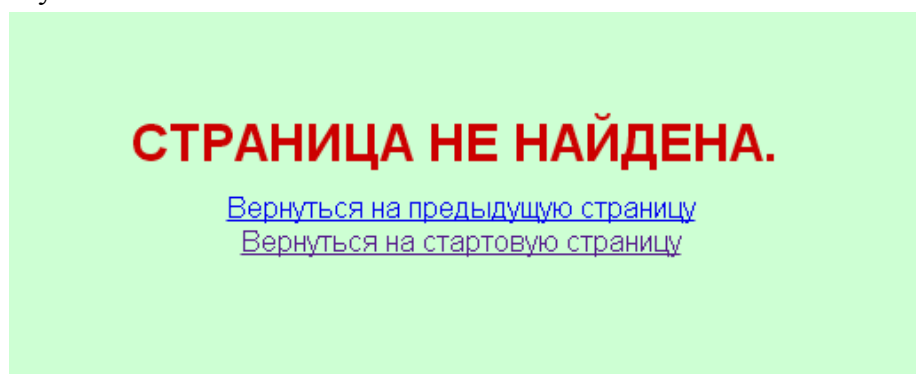 СТРАНИЦА НЕ НАЙДЕНА.
Вернуться на предыдущую страницу
Вернуться на стартовую страницу